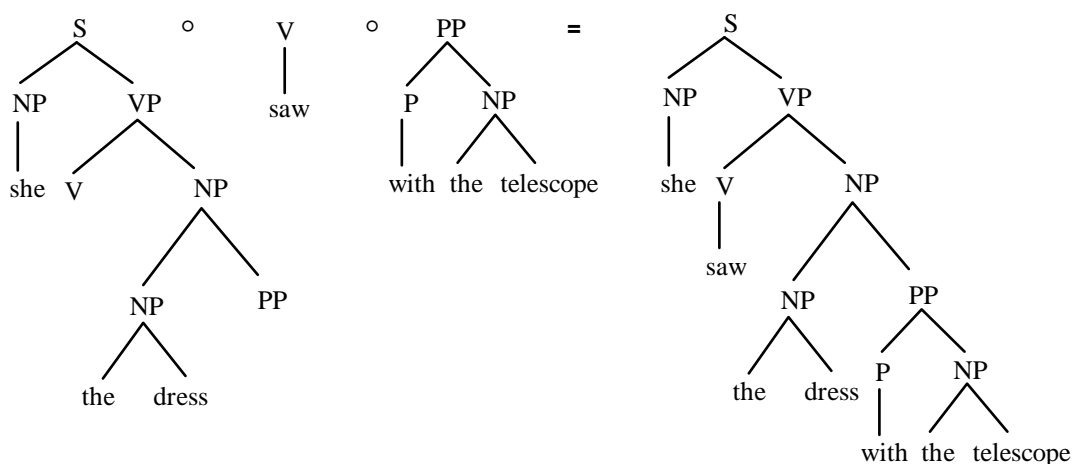 S ° V ° PP = S
NP VP saw P NP NP VP
she V NP with the telescope she V NP
saw
NP PP NP PP
the dress the dress P NP
with the telescope